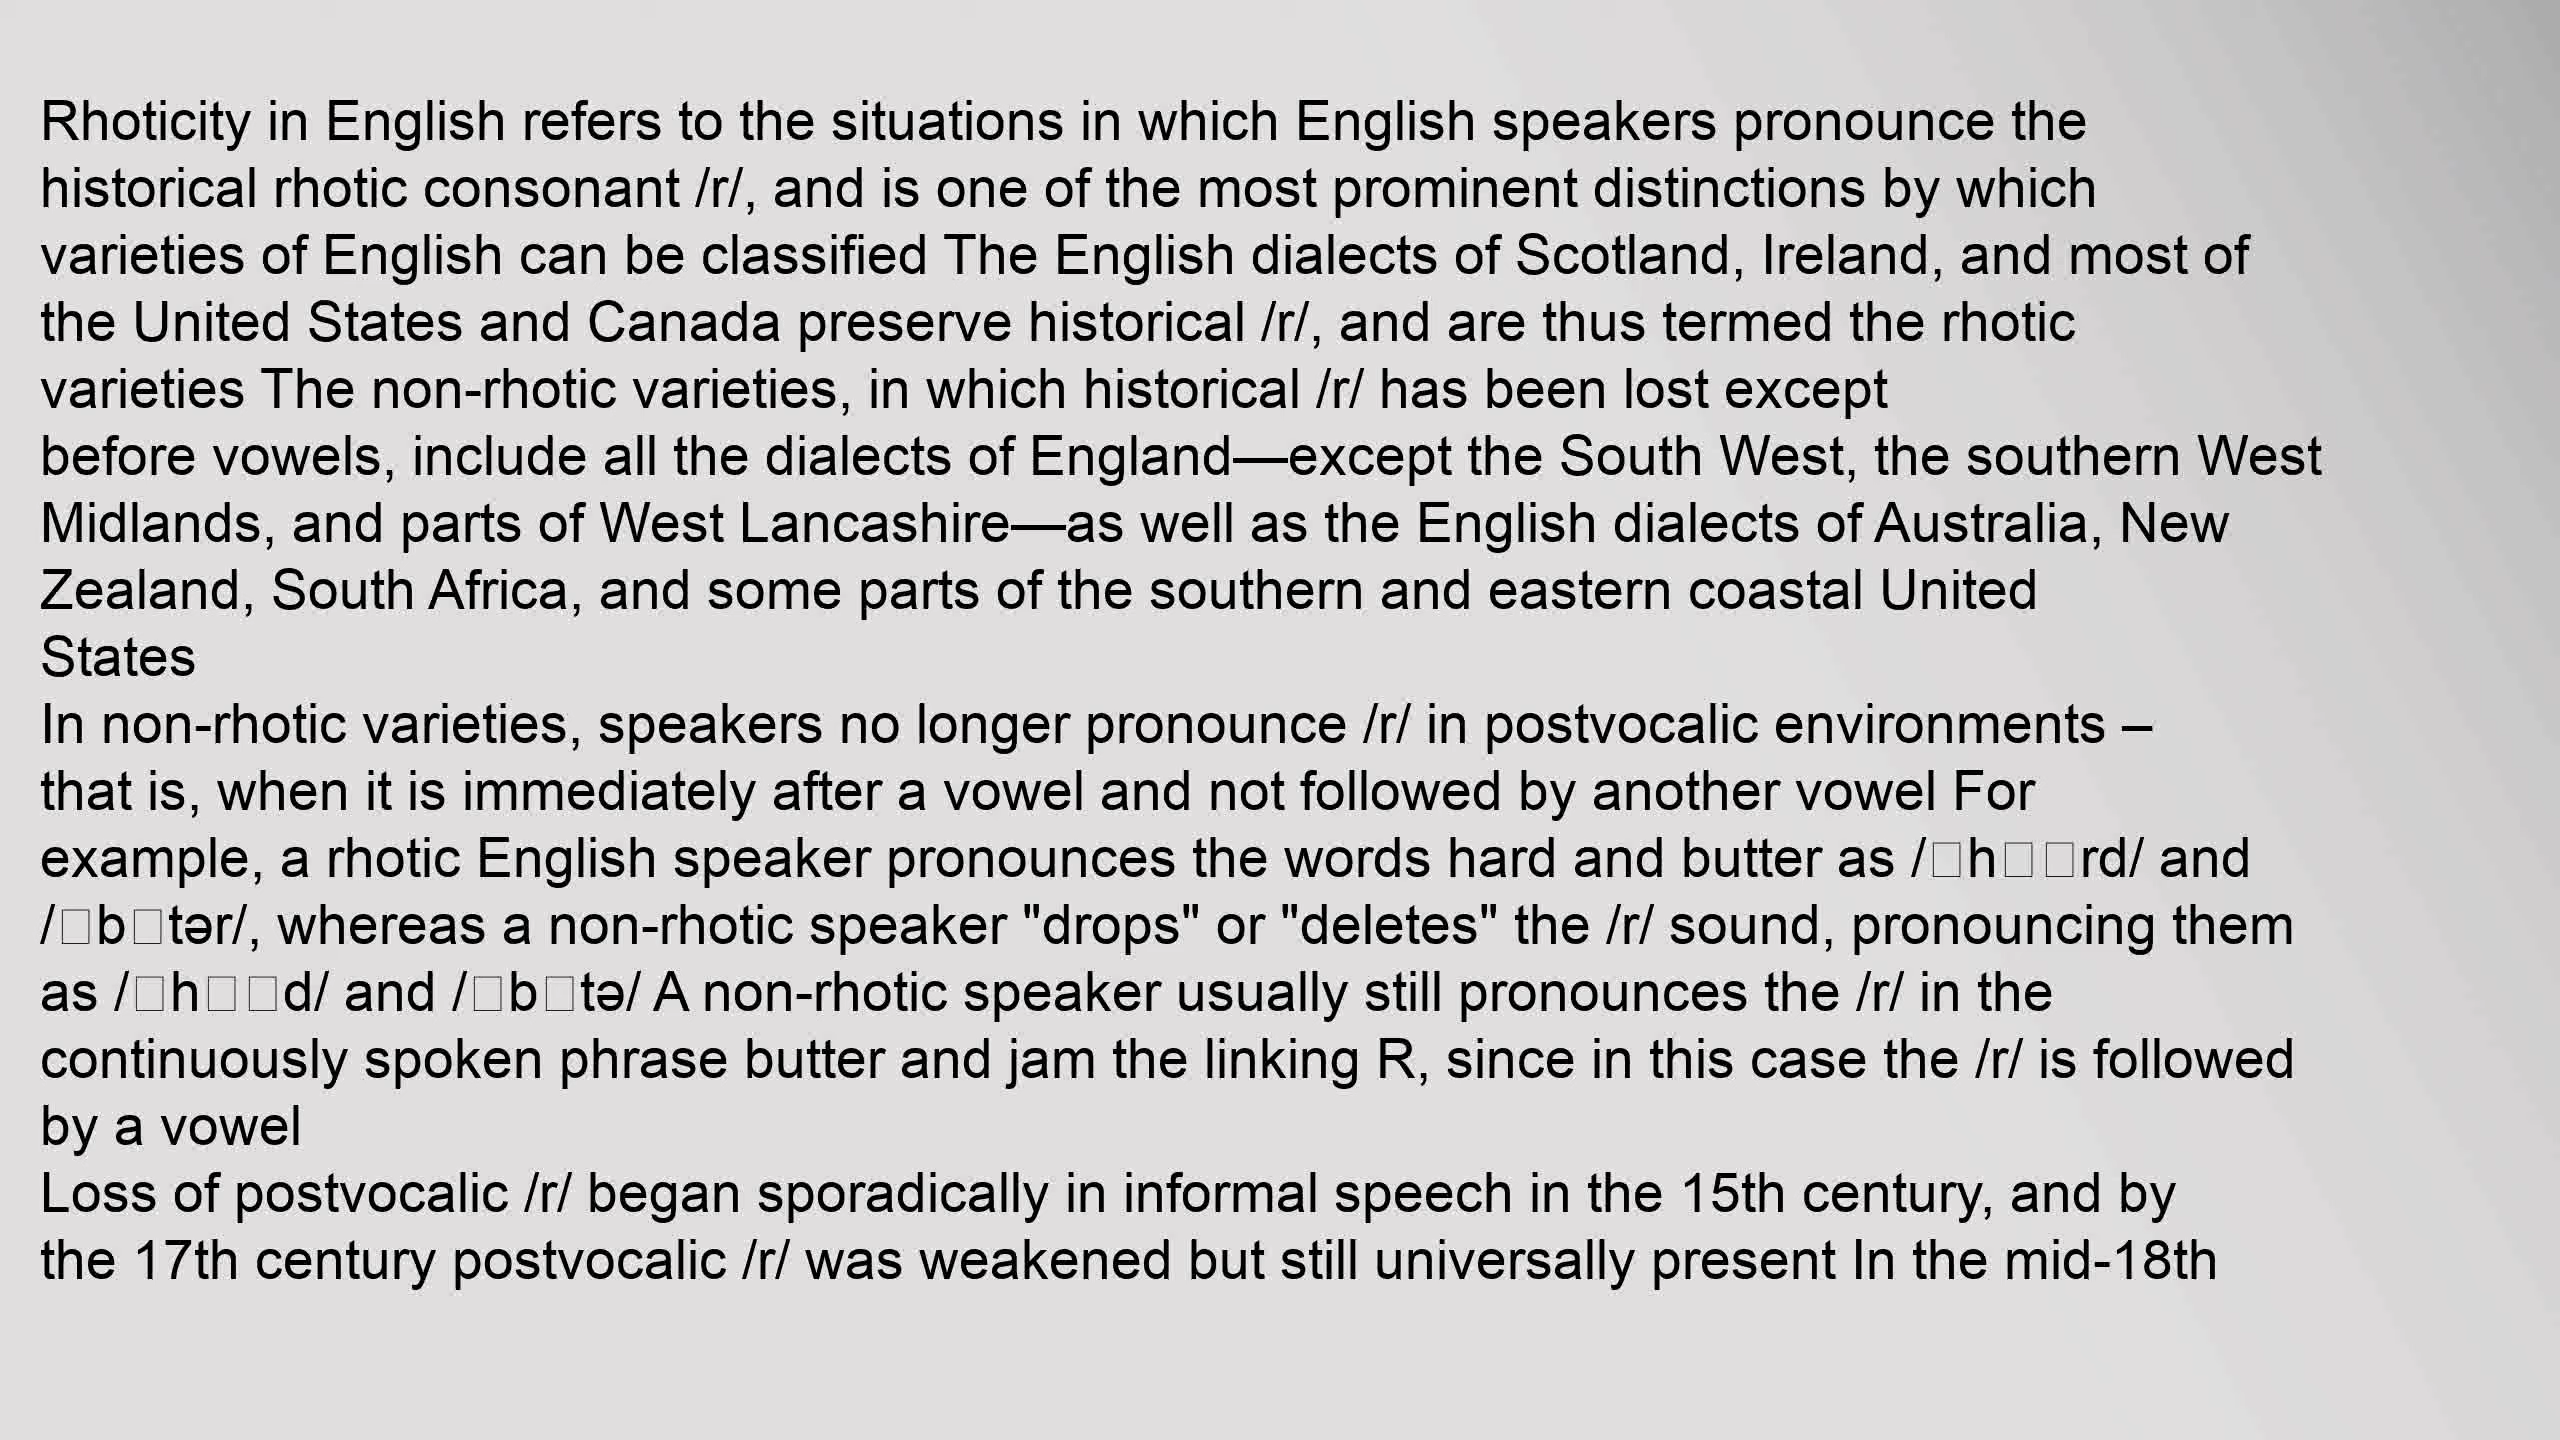 Rhoticity in English refers to the situations in which English speakers pronounce the
historical rhotic consonant /r/, and is one of the most prominent distinctions by which
varieties of English can be classified The English dialects of Scotland, Ireland, and most of
the United States and Canada preserve historical /r/, and are thus termed the rhotic
varieties The non-rhotic varieties, in which historical /r/ has been lost except
before vowels, include all the dialects of England—except the South West, the southern West
Midlands, and parts of West Lancashire—as well as the English dialects of Australia, New
Zealand, South Africa, and some parts of the southern and eastern coastal United
States
In non-rhotic varieties, speakers no longer pronounce /r/ in postvocalic environments –
that is, when it is immediately after a vowel and not followed by another vowel For
example, a rhotic English speaker pronounces the words hard and butter as /□h□□rd/ and
/□b□tər/, whereas a non-rhotic speaker "drops" or "deletes" the /r/ sound, pronouncing them
as /□h□□d/ and /□b□tə/ A non-rhotic speaker usually still pronounces the /r/ in the
continuously spoken phrase butter and jam the linking R, since in this case the /r/ is followed
by a vowel
Loss of postvocalic /r/ began sporadically in informal speech in the 15th century, and by
the 17th century postvocalic /r/ was weakened but still universally present In the mid-18th